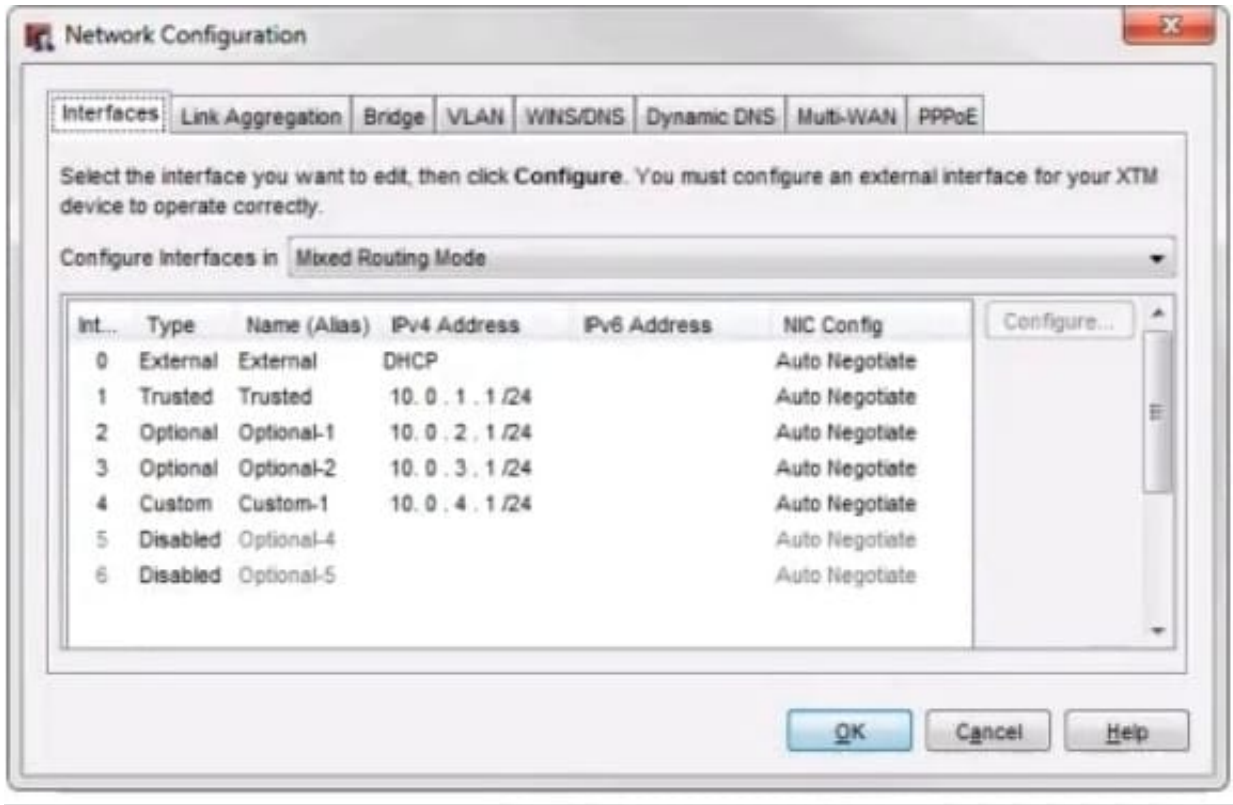 Network Configuration
Interfaces Link Aggregation Bridge VLAN WINS/DNS Dynamic DNS Multi-WAN PPPoE
Select the interface you want to edit, then click Configure. You must configure an external interface for your XTM
device to operate correctly.
Configure Interfaces in Mixed Routing Mode
Int... Type Name (Alias) IPv4 Address IPv6 Address NIC Config Configure...
0 External External DHCP Auto Negotiate
1 Trusted Trusted 10. 0 . 1 . 1 /24 Auto Negotiate
2 Optional Optional-1 10. 0 . 2 . 1 /24 Auto Negotiate
3 Optional Optional-2 10. 0 . 3 . 1 /24 Auto Negotiate
4 Custom Custom-1 10. 0 . 4 . 1 /24 Auto Negotiate
5 Disabled Optional-4 Auto Negotiate
6 Disabled Optional-5 Auto Negotiate
OK Cancel Help